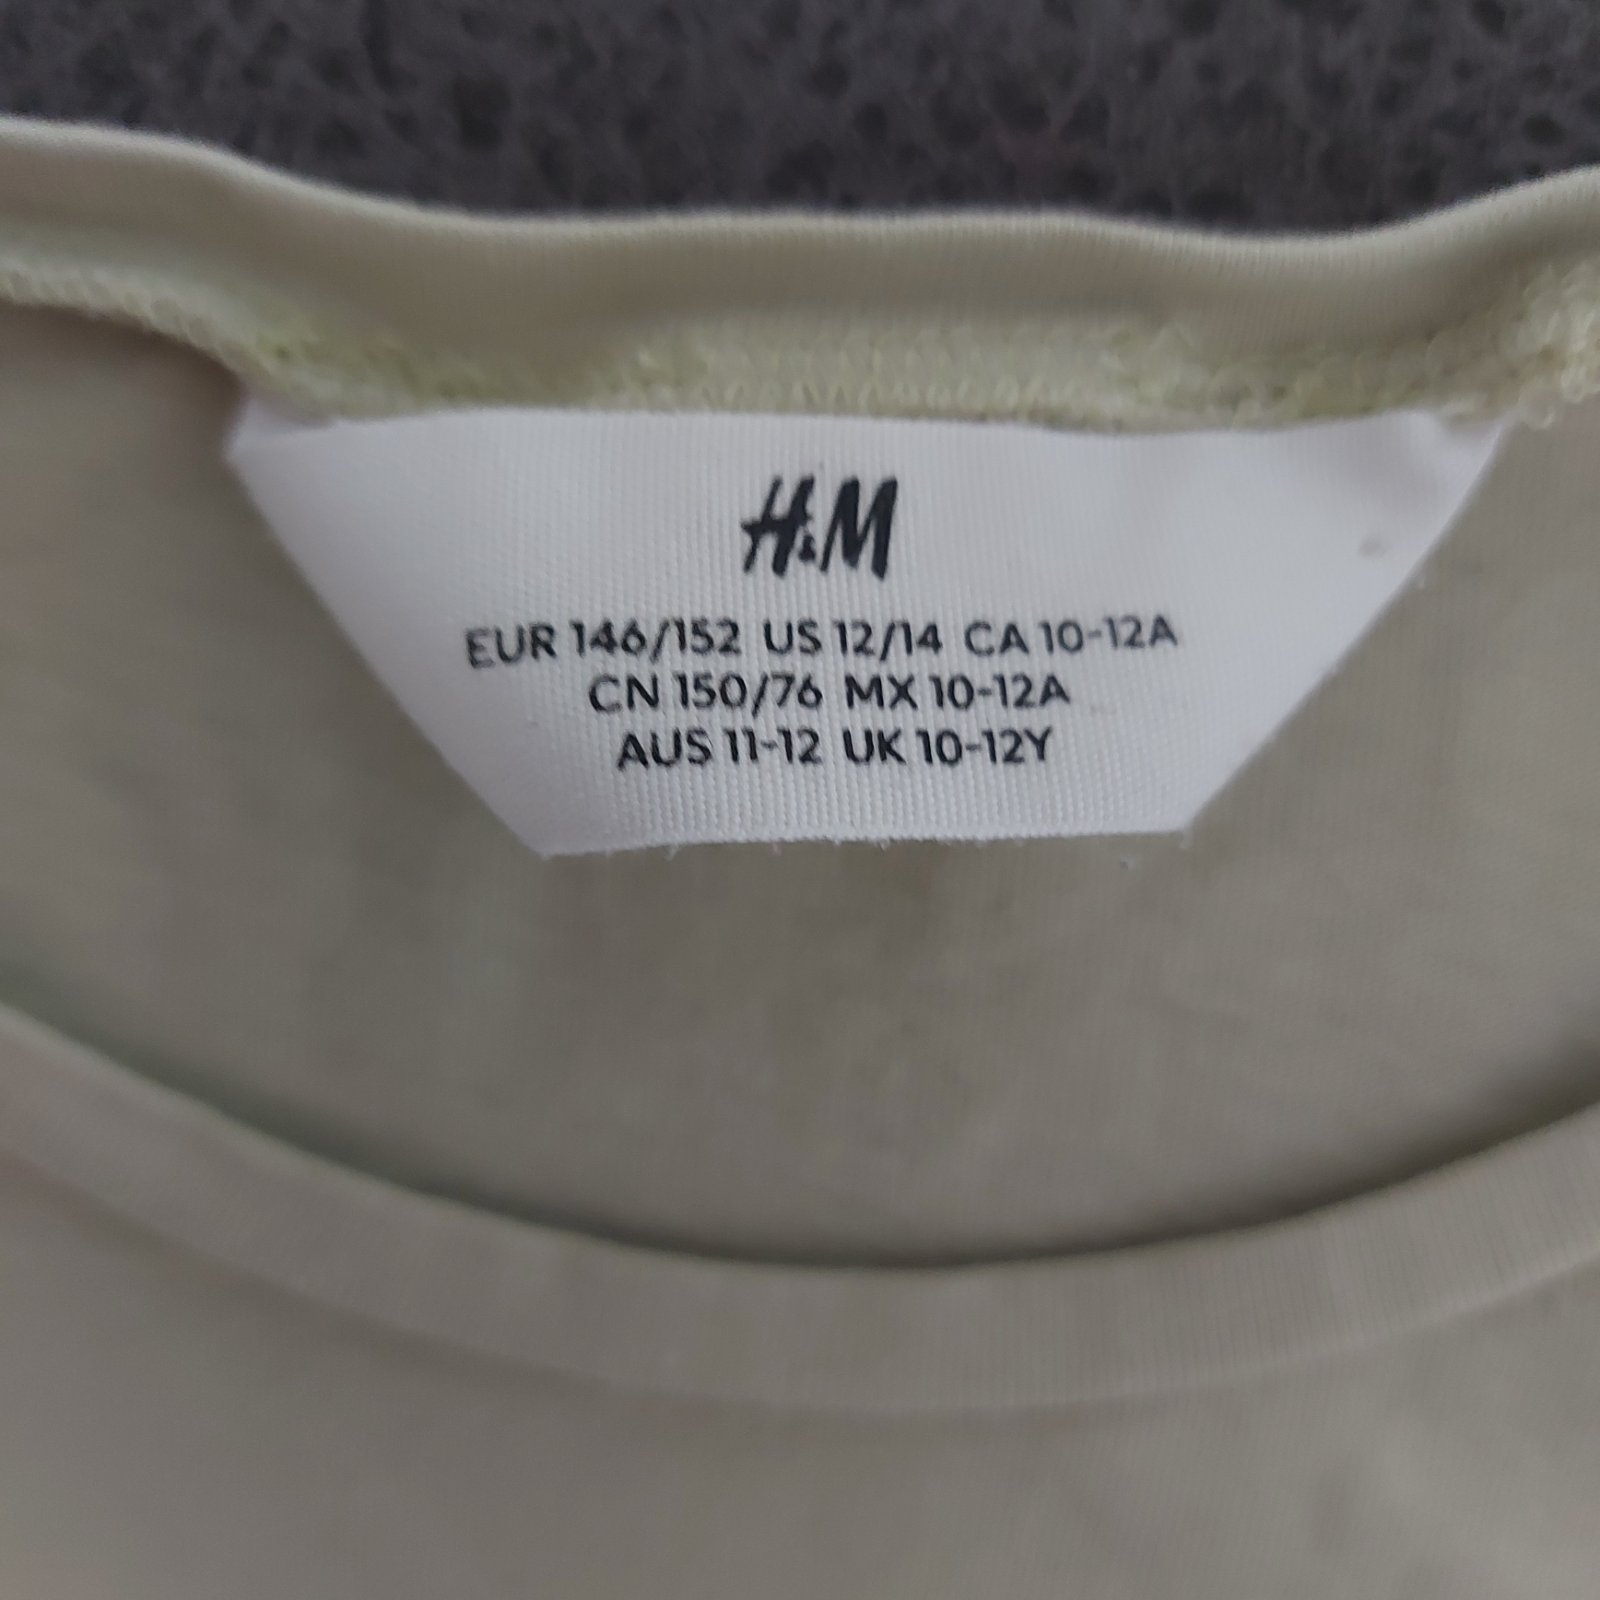 H&M
EUR 146/152 US 12/14 CA 10-12A
CN 150/76 MX 10-12A
AUS 11-12 UK 10-12Y